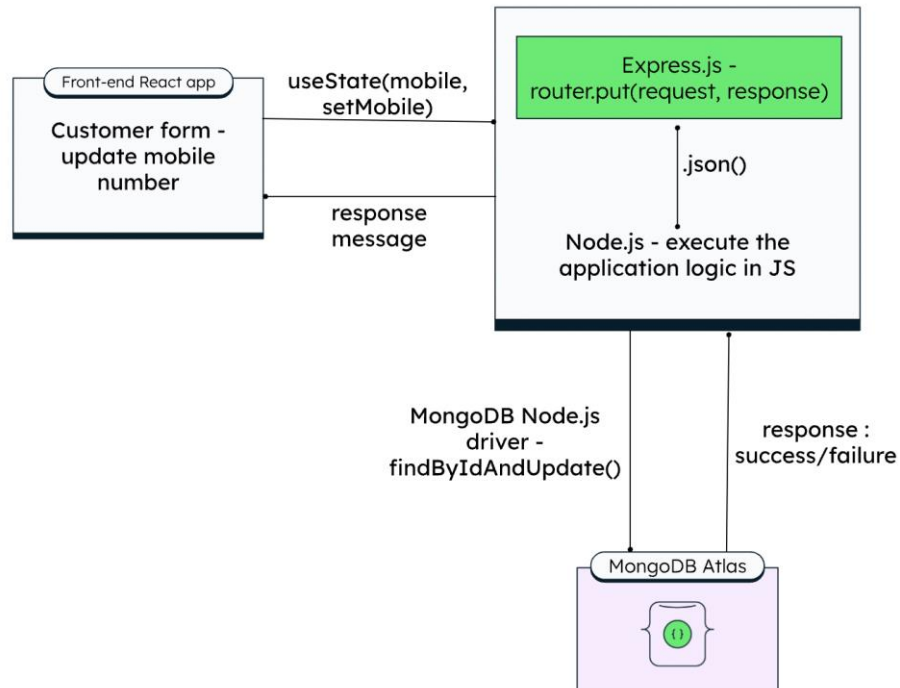 Front-end React app
Customer form -
update mobile
number
useState(mobile,
setMobile)
response
message
Express.js -
router.put(request, response)
.json()
Node.js - execute the
application logic in JS
MongoDB Node.js
driver -
findByIdAndUpdate()
response :
success/failure
MongoDB Atlas
{ }